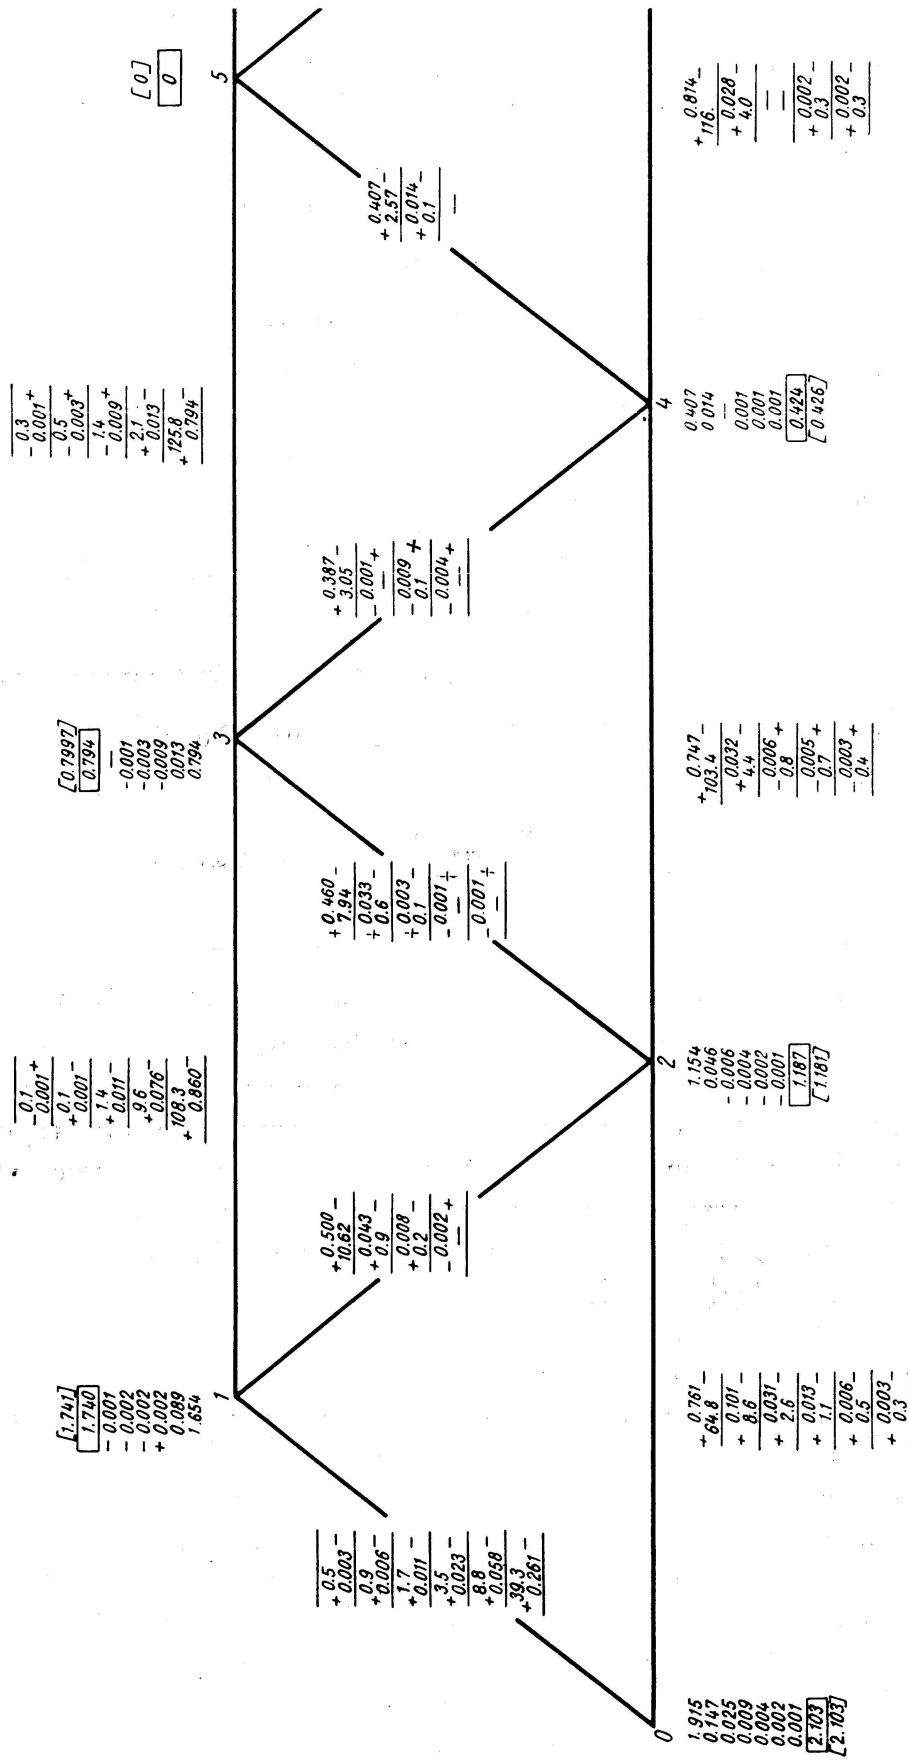 [1.741]
1.740
− 0.001
− 0.002
− 0.002
+ 0.002
0.089
1.654
1
− 0.1
0.001 +
0.1
+ 0.001 −
1.4
+ 0.011 −
9.6
+ 0.076 −
108.3
+ 0.860 −
[0.7997]
0.794
—
- 0.001
- 0.003
- 0.009
0.013
0.794
3
− 0.3
0.001 +
− 0.5
0.003 +
− 1.4
0.009 +
+ 2.1
0.013 −
+ 125.8
0.794 −
[0]
0
5
0.5
+ 0.003 −
0.9
+ 0.006 −
1.7
+ 0.011 −
3.5
+ 0.023 −
8.8
+ 0.058 −
39.3
+ 0.261 −
+ 0.500 −
10.62
+ 0.043 −
0.9
+ 0.008 −
0.2
− 0.002 +
—
+ 0.460 −
7.94
+ 0.033 −
0.6
+ 0.003 −
0.1
- 0.001 +
—
- 0.001 +
—
+ 0.387 −
3.05
− 0.001 +
—
− 0.009 +
0.1
− 0.004 +
—
+ 0.407 −
2.57
+ 0.014 −
0.1
—
0
1.915
0.147
0.025
0.009
0.004
0.002
0.001
2.103
[2.103]
+ 0.761 −
64.8
+ 0.101 −
8.6
+ 0.031 −
2.6
+ 0.013 −
1.1
+ 0.006 −
0.5
+ 0.003 −
0.3
2
1.154
0.046
- 0.006
- 0.004
- 0.002
- 0.001
1.187
[1.181]
+ 0.747 −
103.4
+ 0.032 −
4.4
− 0.006 +
0.8
− 0.005 +
0.7
− 0.003 +
0.4
4
0.407
0.014
—
0.001
0.001
0.001
0.424
[0.426]
+ 0.814 −
116.
+ 0.028 −
4.0
—
—
+ 0.002 −
0.3
+ 0.002 −
0.3